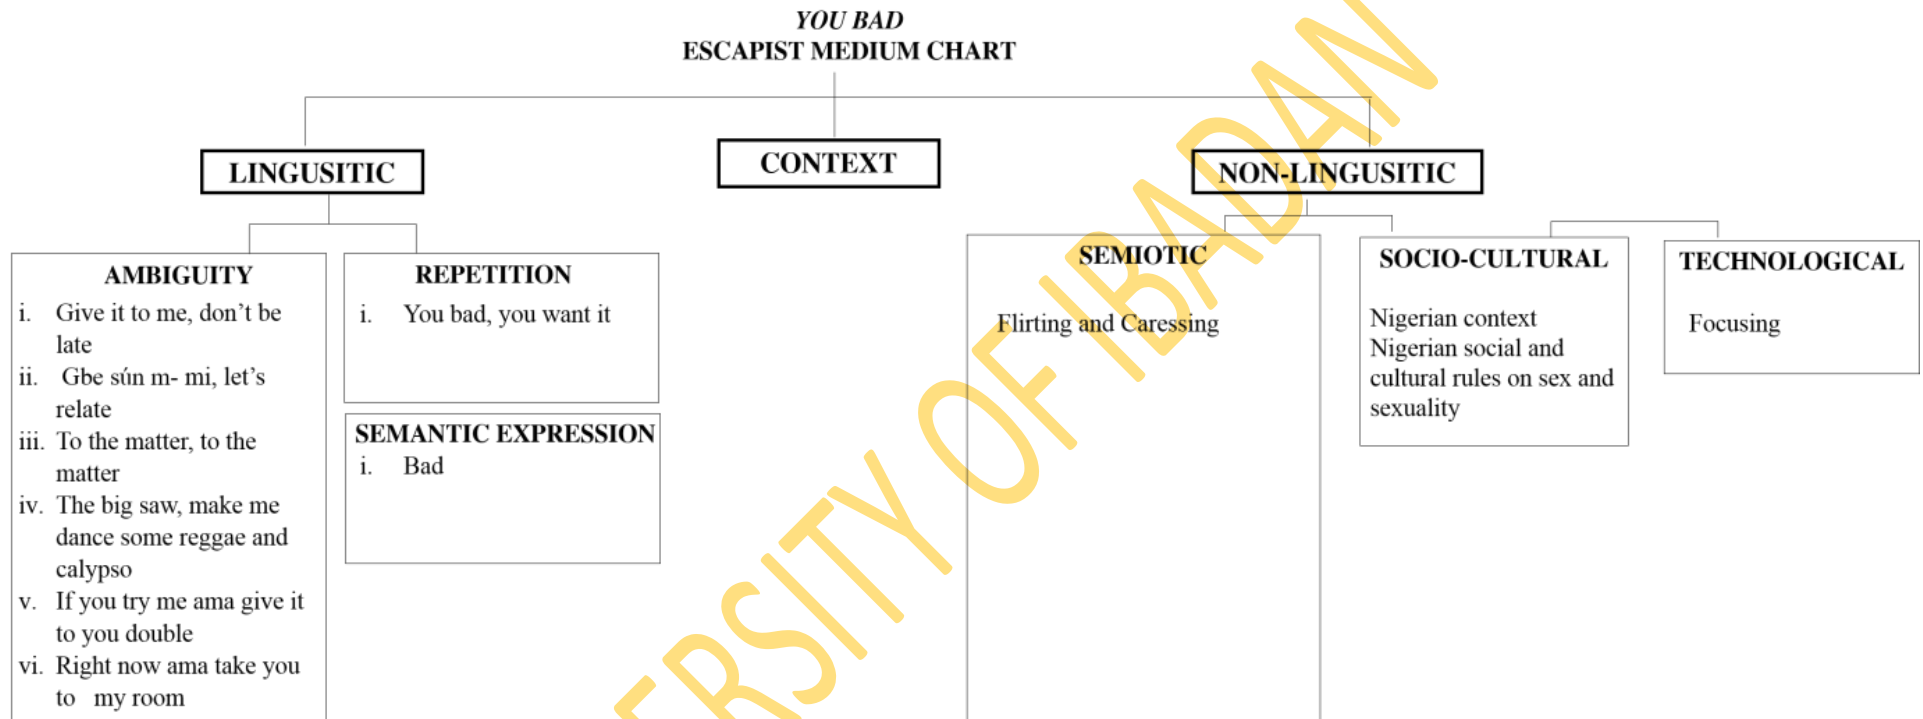 YOU BAD
ESCAPIST MEDIUM CHART
LINGUSITIC
CONTEXT
NON-LINGUSITIC
AMBIGUITY
i. Give it to me, don’t be
late
ii. Gbe sún m- mi, let’s
relate
iii. To the matter, to the
matter
iv. The big saw, make me
dance some reggae and
calypso
v. If you try me ama give it
to you double
vi. Right now ama take you
to my room
REPETITION
i. You bad, you want it
SEMANTIC EXPRESSION
i. Bad
SEMIOTIC
Flirting and Caressing
SOCIO-CULTURAL
Nigerian context
Nigerian social and
cultural rules on sex and
sexuality
TECHNOLOGICAL
Focusing
ERSITY OF IBADAN